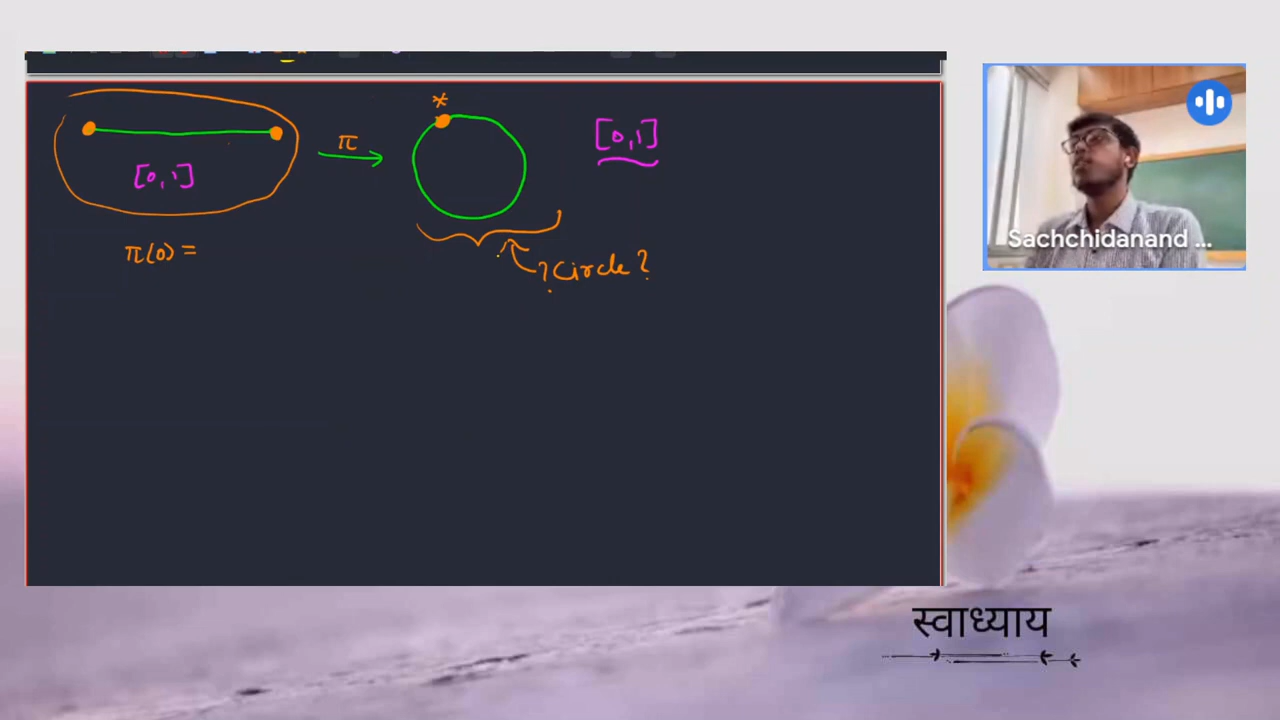 *
[0,1]
π
[0,1]
π(0) =
? Circle ?
Sachchidanand ...
स्वाध्याय